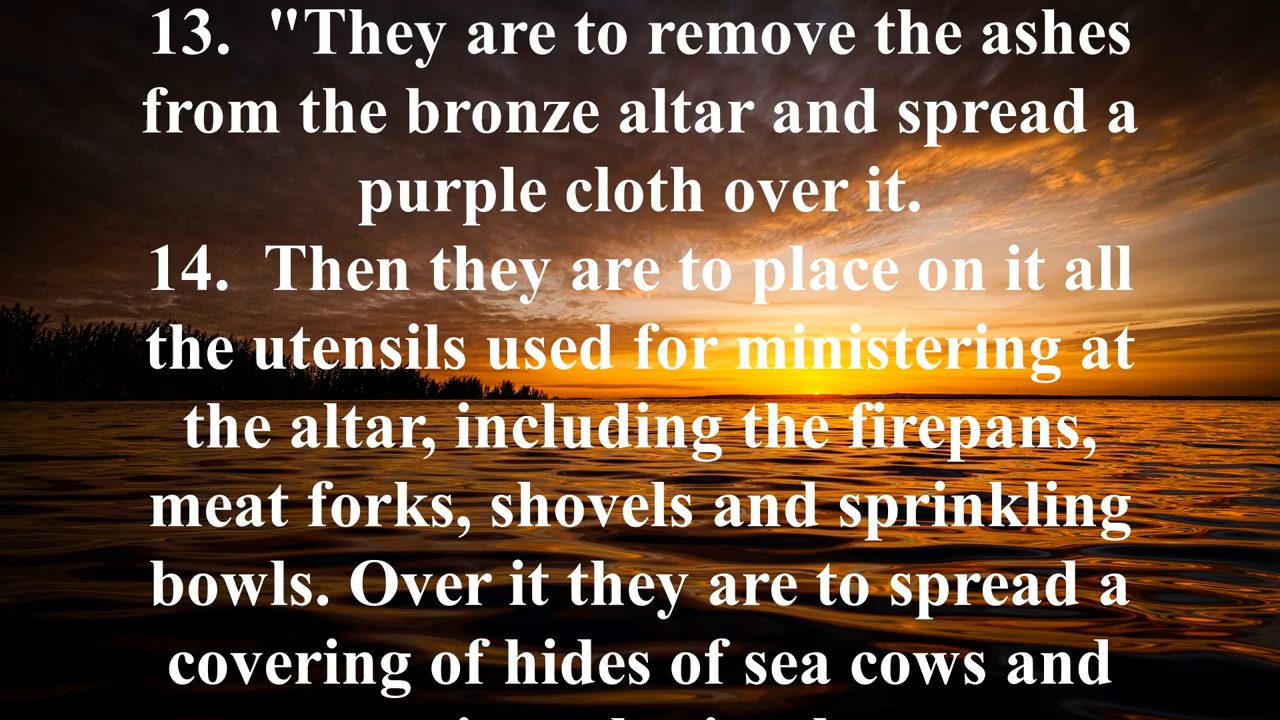 13.  "They are to remove the ashes
from the bronze altar and spread a
purple cloth over it.
14.  Then they are to place on it all
the utensils used for ministering at
the altar, including the firepans,
meat forks, shovels and sprinkling
bowls. Over it they are to spread a
covering of hides of sea cows and